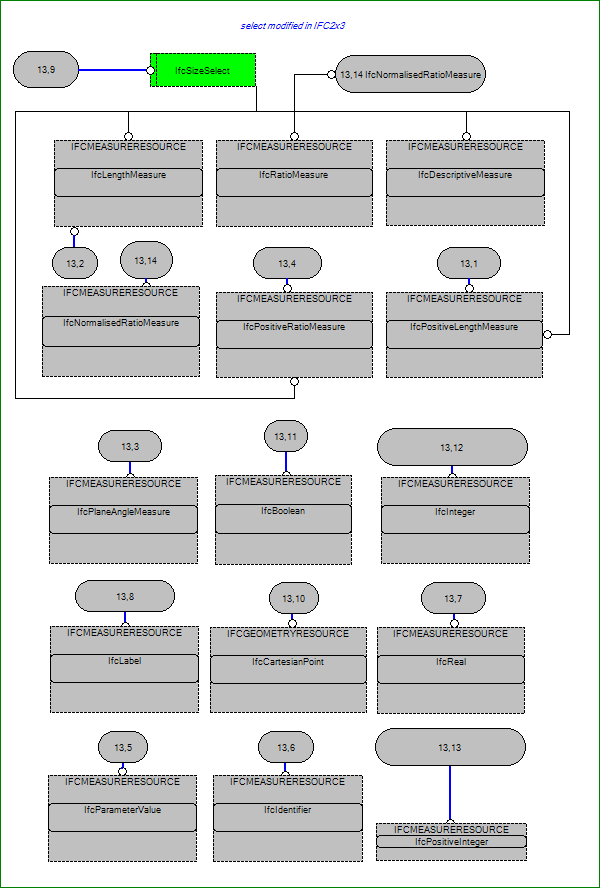 select modified in IFC2x3
13,9
IfcSizeSelect
13,14 IfcNormalisedRatioMeasure
IFCMEASURERESOURCE
IfcLengthMeasure
IFCMEASURERESOURCE
IfcRatioMeasure
IFCMEASURERESOURCE
IfcDescriptiveMeasure
13,2
13,14
13,4
13,1
IFCMEASURERESOURCE
IfcNormalisedRatioMeasure
IFCMEASURERESOURCE
IfcPositiveRatioMeasure
IFCMEASURERESOURCE
IfcPositiveLengthMeasure
13,3
13,11
13,12
IFCMEASURERESOURCE
IfcPlaneAngleMeasure
IFCMEASURERESOURCE
IfcBoolean
IFCMEASURERESOURCE
IfcInteger
13,8
13,10
13,7
IFCMEASURERESOURCE
IfcLabel
IFCGEOMETRYRESOURCE
IfcCartesianPoint
IFCMEASURERESOURCE
IfcReal
13,5
13,6
13,13
IFCMEASURERESOURCE
IfcParameterValue
IFCMEASURERESOURCE
IfcIdentifier
IFCMEASURERESOURCE
IfcPositiveInteger